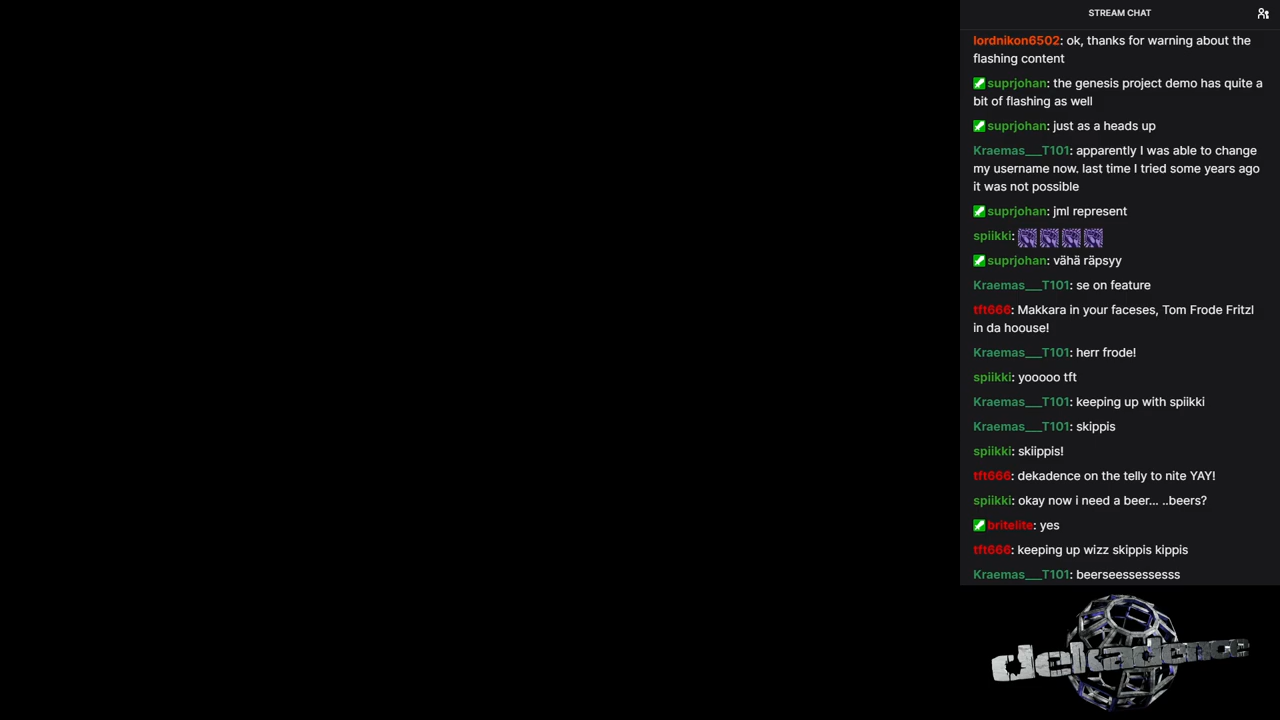 STREAM CHAT
lordnikon6502: ok, thanks for warning about the
flashing content
suprjohan: the genesis project demo has quite a
bit of flashing as well
suprjohan: just as a heads up
Kraemas___T101: apparently I was able to change
my username now. last time I tried some years ago
it was not possible
suprjohan: jml represent
spiikki:
suprjohan: vähä räpsyy
Kraemas___T101: se on feature
tft666: Makkara in your faceses, Tom Frode Fritzl
in da hoouse!
Kraemas___T101: herr frode!
spiikki: yooooo tft
Kraemas___T101: keeping up with spiikki
Kraemas___T101: skippis
spiikki: skiippis!
tft666: dekadence on the telly to nite YAY!
spiikki: okay now i need a beer... ..beers?
britelite: yes
tft666: keeping up wizz skippis kippis
Kraemas___T101: beerseessessesss
dekadence